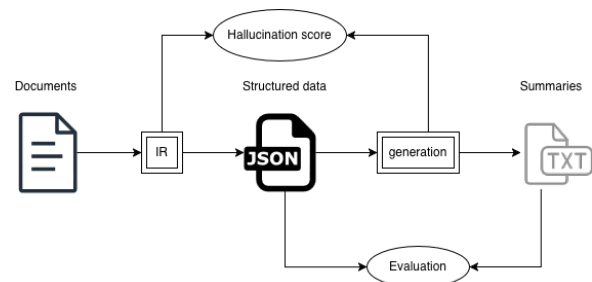 Hallucination score
Documents
Structured data
Summaries
IR
JSON
generation
TXT
Evaluation